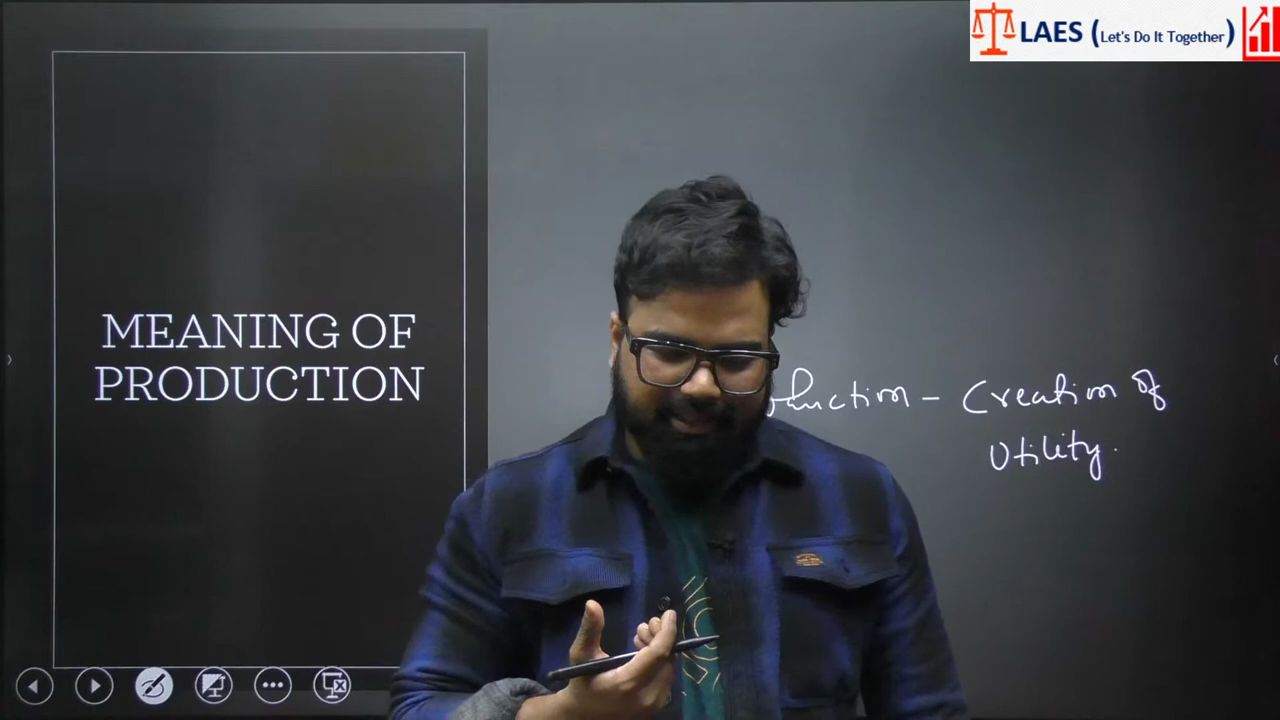 LAES (Let's Do It Together)
MEANING OF
PRODUCTION
– Creation of
Utility.